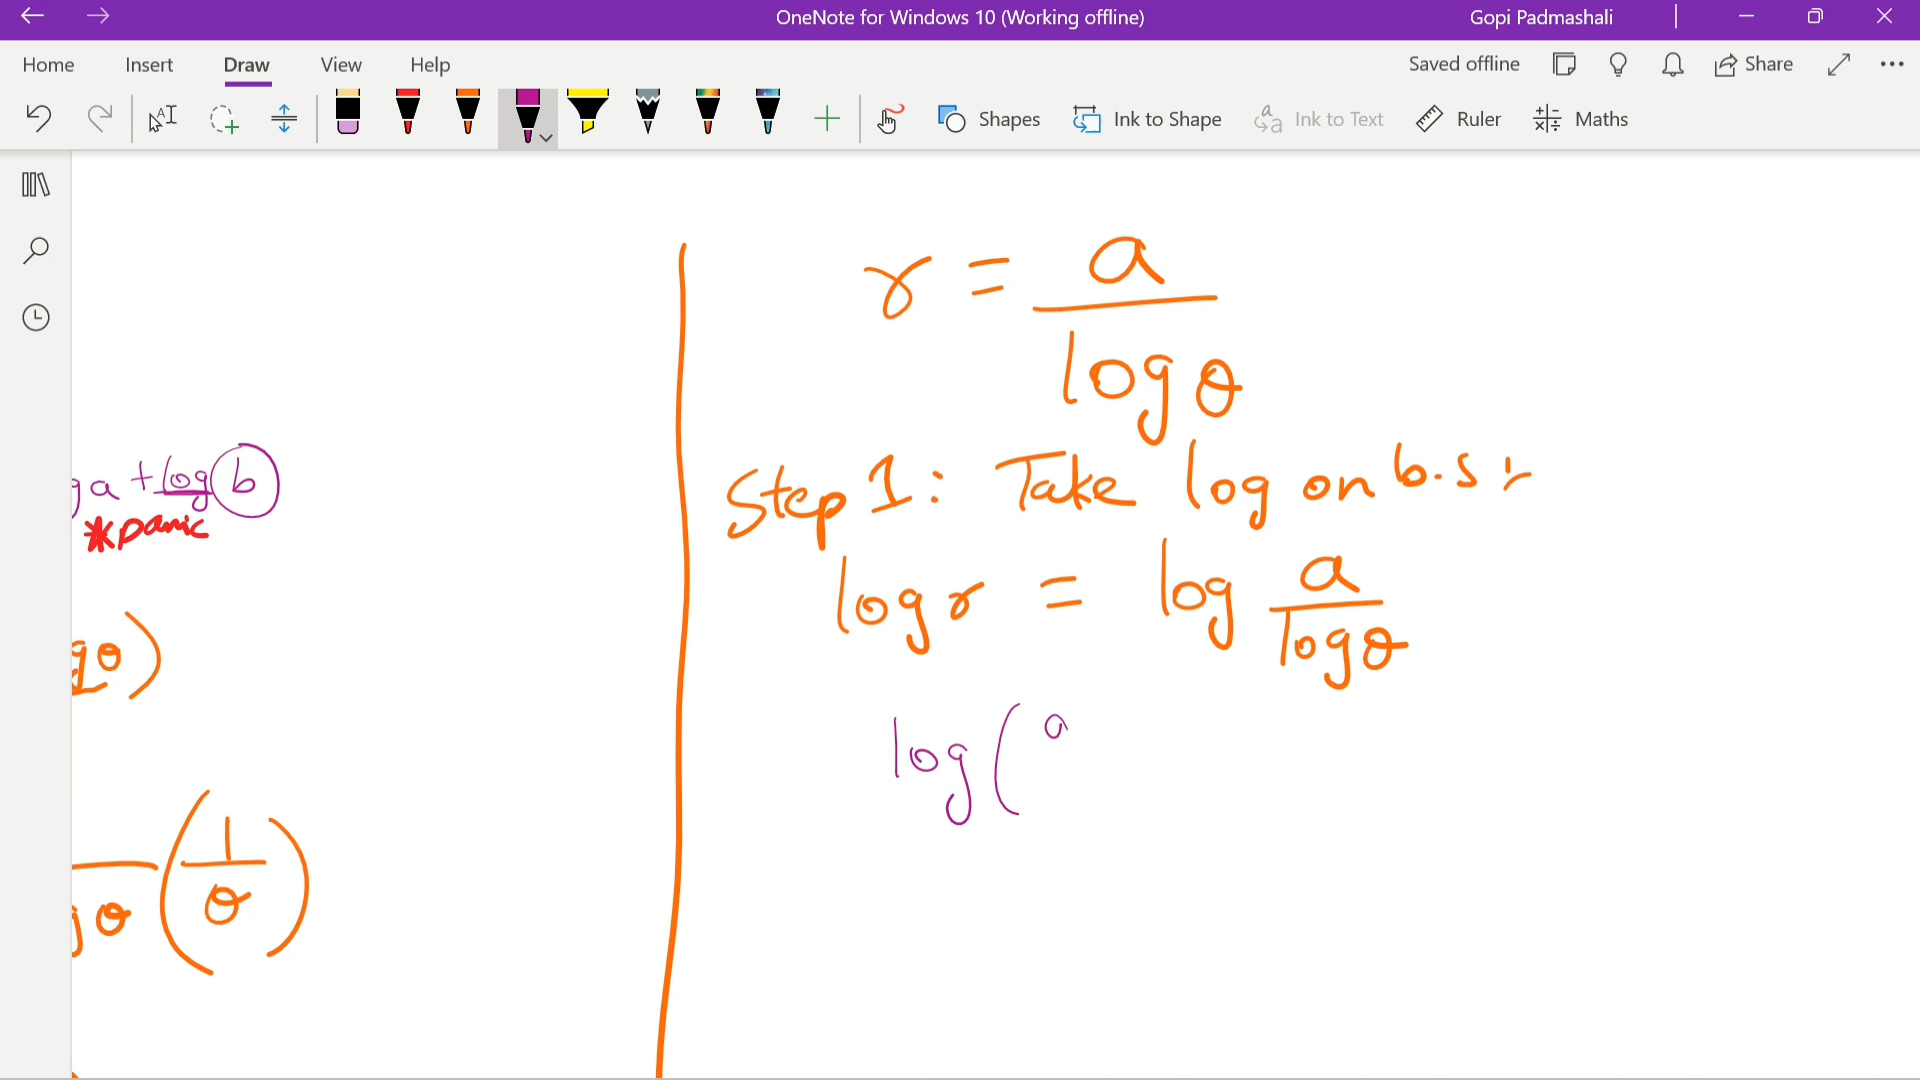 OneNote for Windows 10 (Working offline)
Gopi Padmashali
Home Insert Draw View Help
Saved offline Share
Shapes Ink to Shape Ink to Text Ruler Maths
a + log b
*panic
θ)
θ (1/θ)
r = a/log θ
Step 1: Take log on b.s
log r = log a/log θ
log ( a